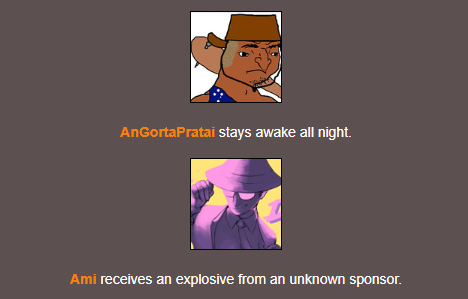 AnGortaPratai stays awake all night.
Ami receives an explosive from an unknown sponsor.